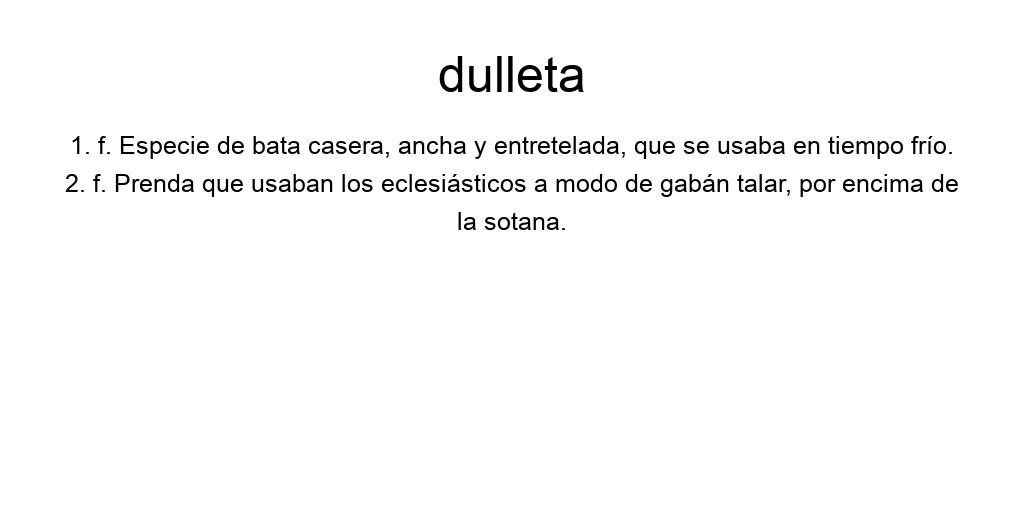 dulleta
1. f. Especie de bata casera, ancha y entretelada, que se usaba en tiempo frío.
2. f. Prenda que usaban los eclesiásticos a modo de gabán talar, por encima de
la sotana.